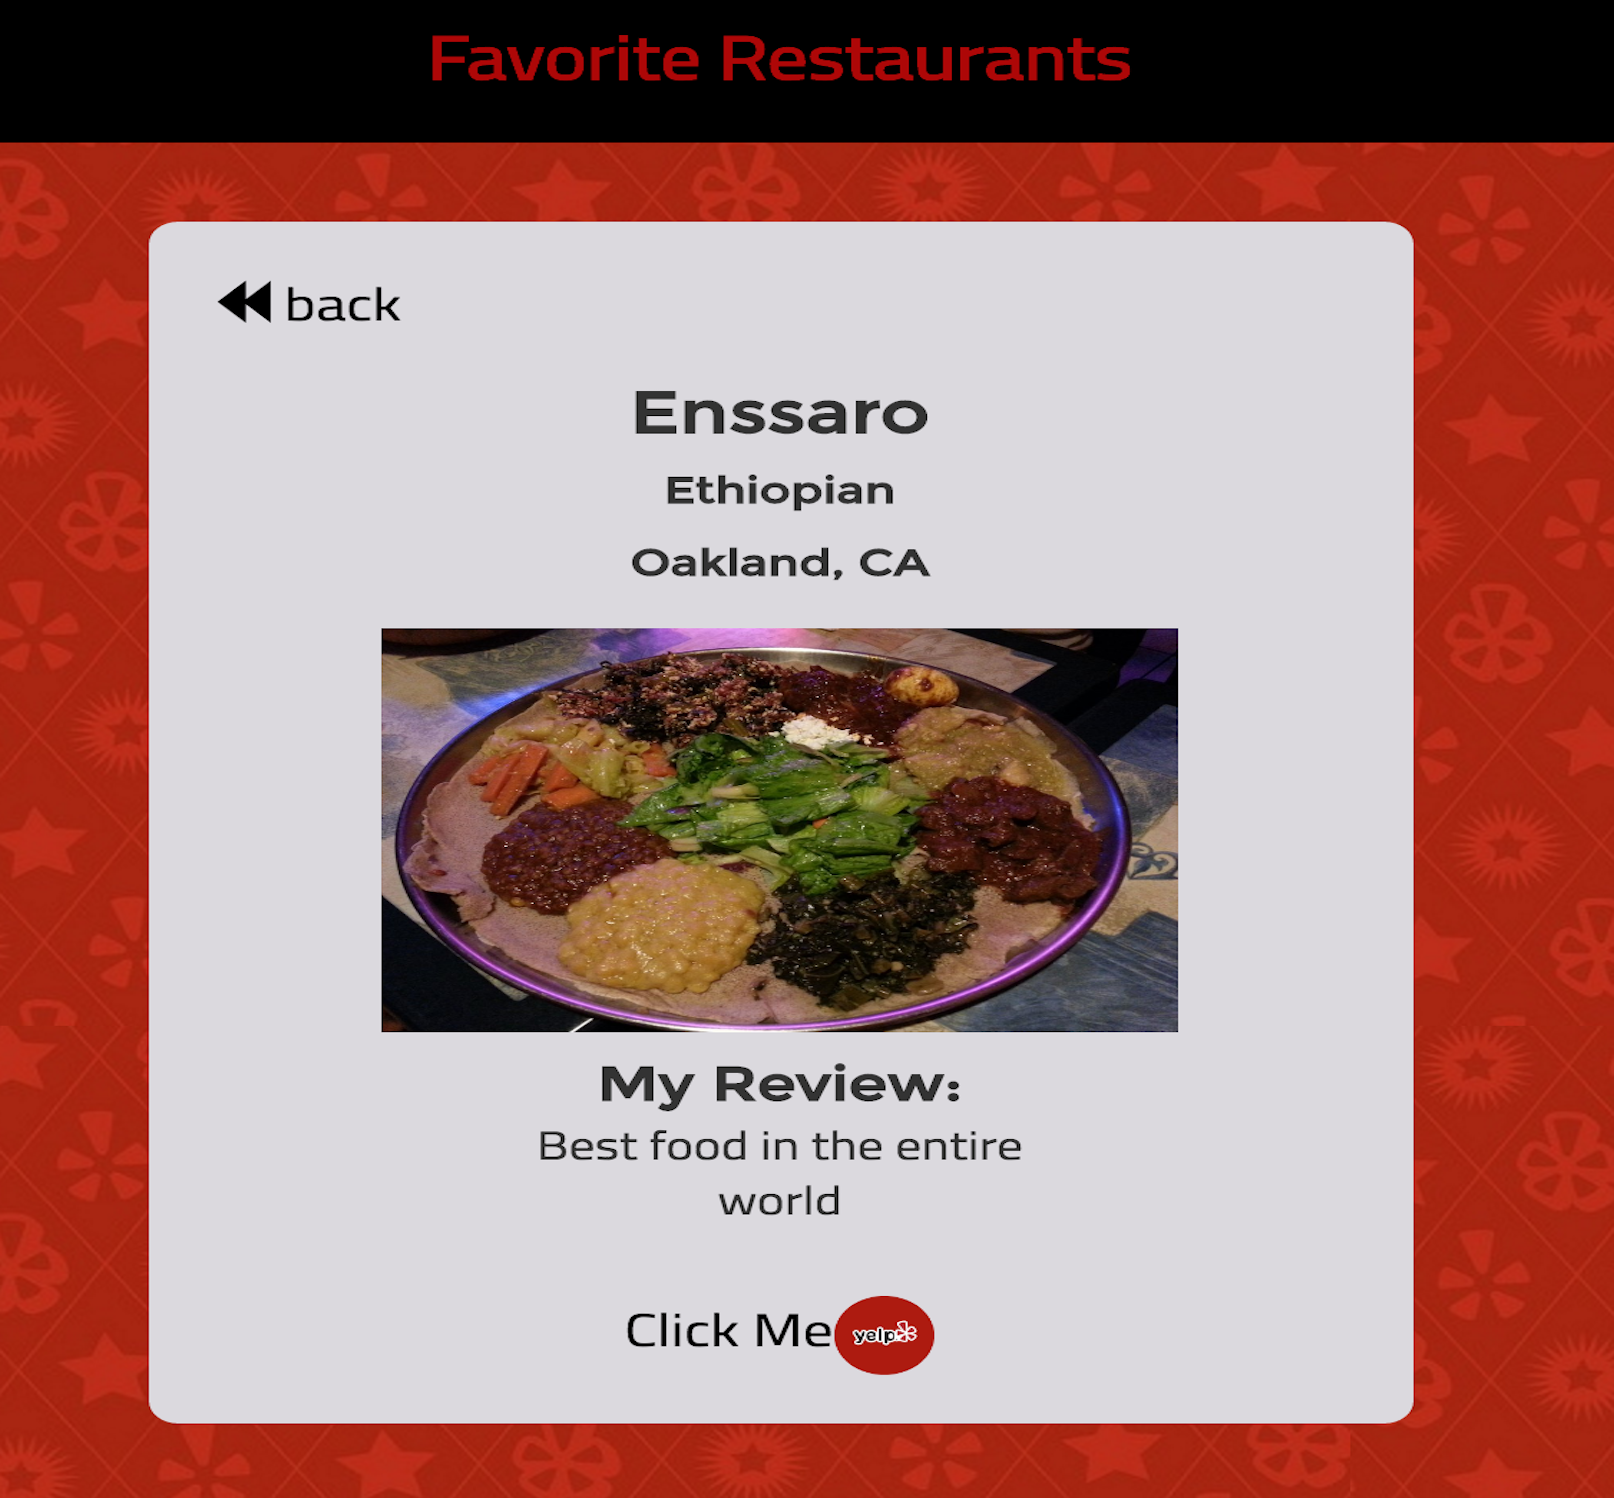 Favorite Restaurants
back
Enssaro
Ethiopian
Oakland, CA
My Review:
Best food in the entire
world
Click Me yelp